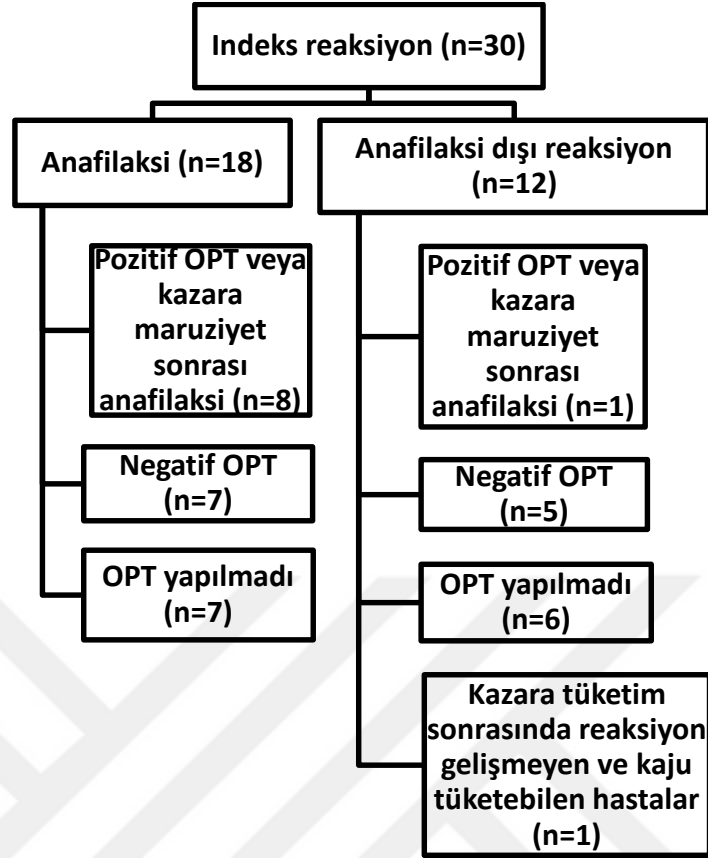 Indeks reaksiyon (n=30)
Anafilaksi (n=18)
Anafilaksi dışı reaksiyon
(n=12)
Pozitif OPT veya
kazara
maruziyet
sonrası
anafilaksi (n=8)
Negatif OPT
(n=7)
OPT yapılmadı
(n=7)
Pozitif OPT veya
kazara
maruziyet
sonrası
anafilaksi (n=1)
Negatif OPT
(n=5)
OPT yapılmadı
(n=6)
Kazara tüketim
sonrasında reaksiyon
gelişmeyen ve kaju
tüketebilen hastalar
(n=1)